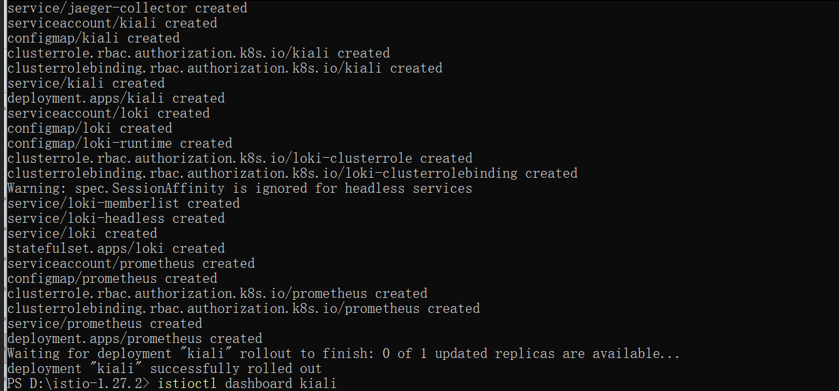 service/jaeger-collector created
serviceaccount/kiali created
configmap/kiali created
clusterrole.rbac.authorization.k8s.io/kiali created
clusterrolebinding.rbac.authorization.k8s.io/kiali created
service/kiali created
deployment.apps/kiali created
serviceaccount/loki created
configmap/loki created
configmap/loki-runtime created
clusterrole.rbac.authorization.k8s.io/loki-clusterrole created
clusterrolebinding.rbac.authorization.k8s.io/loki-clusterrolebinding created
Warning: spec.SessionAffinity is ignored for headless services
service/loki-memberlist created
service/loki-headless created
service/loki created
statefulset.apps/loki created
serviceaccount/prometheus created
configmap/prometheus created
clusterrole.rbac.authorization.k8s.io/prometheus created
clusterrolebinding.rbac.authorization.k8s.io/prometheus created
service/prometheus created
deployment.apps/prometheus created
Waiting for deployment "kiali" rollout to finish: 0 of 1 updated replicas are available...
deployment "kiali" successfully rolled out
PS D:\istio-1.27.2> istioctl dashboard kiali